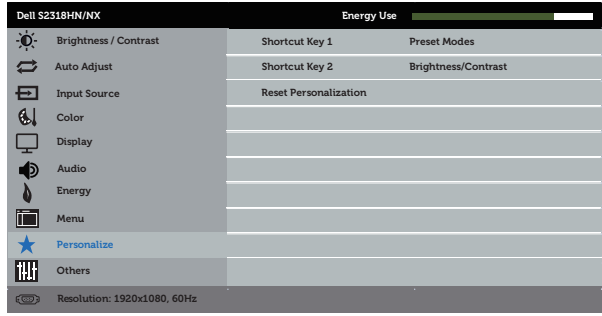 Dell S2318HN/NX Energy Use
Brightness / Contrast Shortcut Key 1 Preset Modes
Auto Adjust Shortcut Key 2 Brightness/Contrast
Input Source Reset Personalization
Color
Display
Audio
Energy
Menu
Personalize
Others
Resolution: 1920x1080, 60Hz